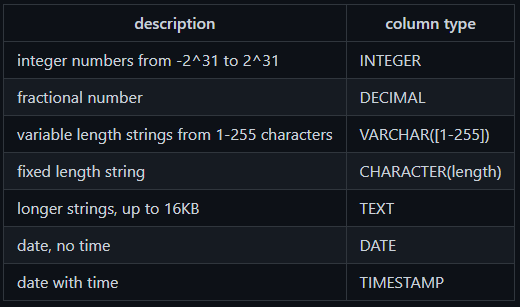 description column type
integer numbers from -2^31 to 2^31 INTEGER
fractional number DECIMAL
variable length strings from 1-255 characters VARCHAR([1-255])
fixed length string CHARACTER(length)
longer strings, up to 16KB TEXT
date, no time DATE
date with time TIMESTAMP